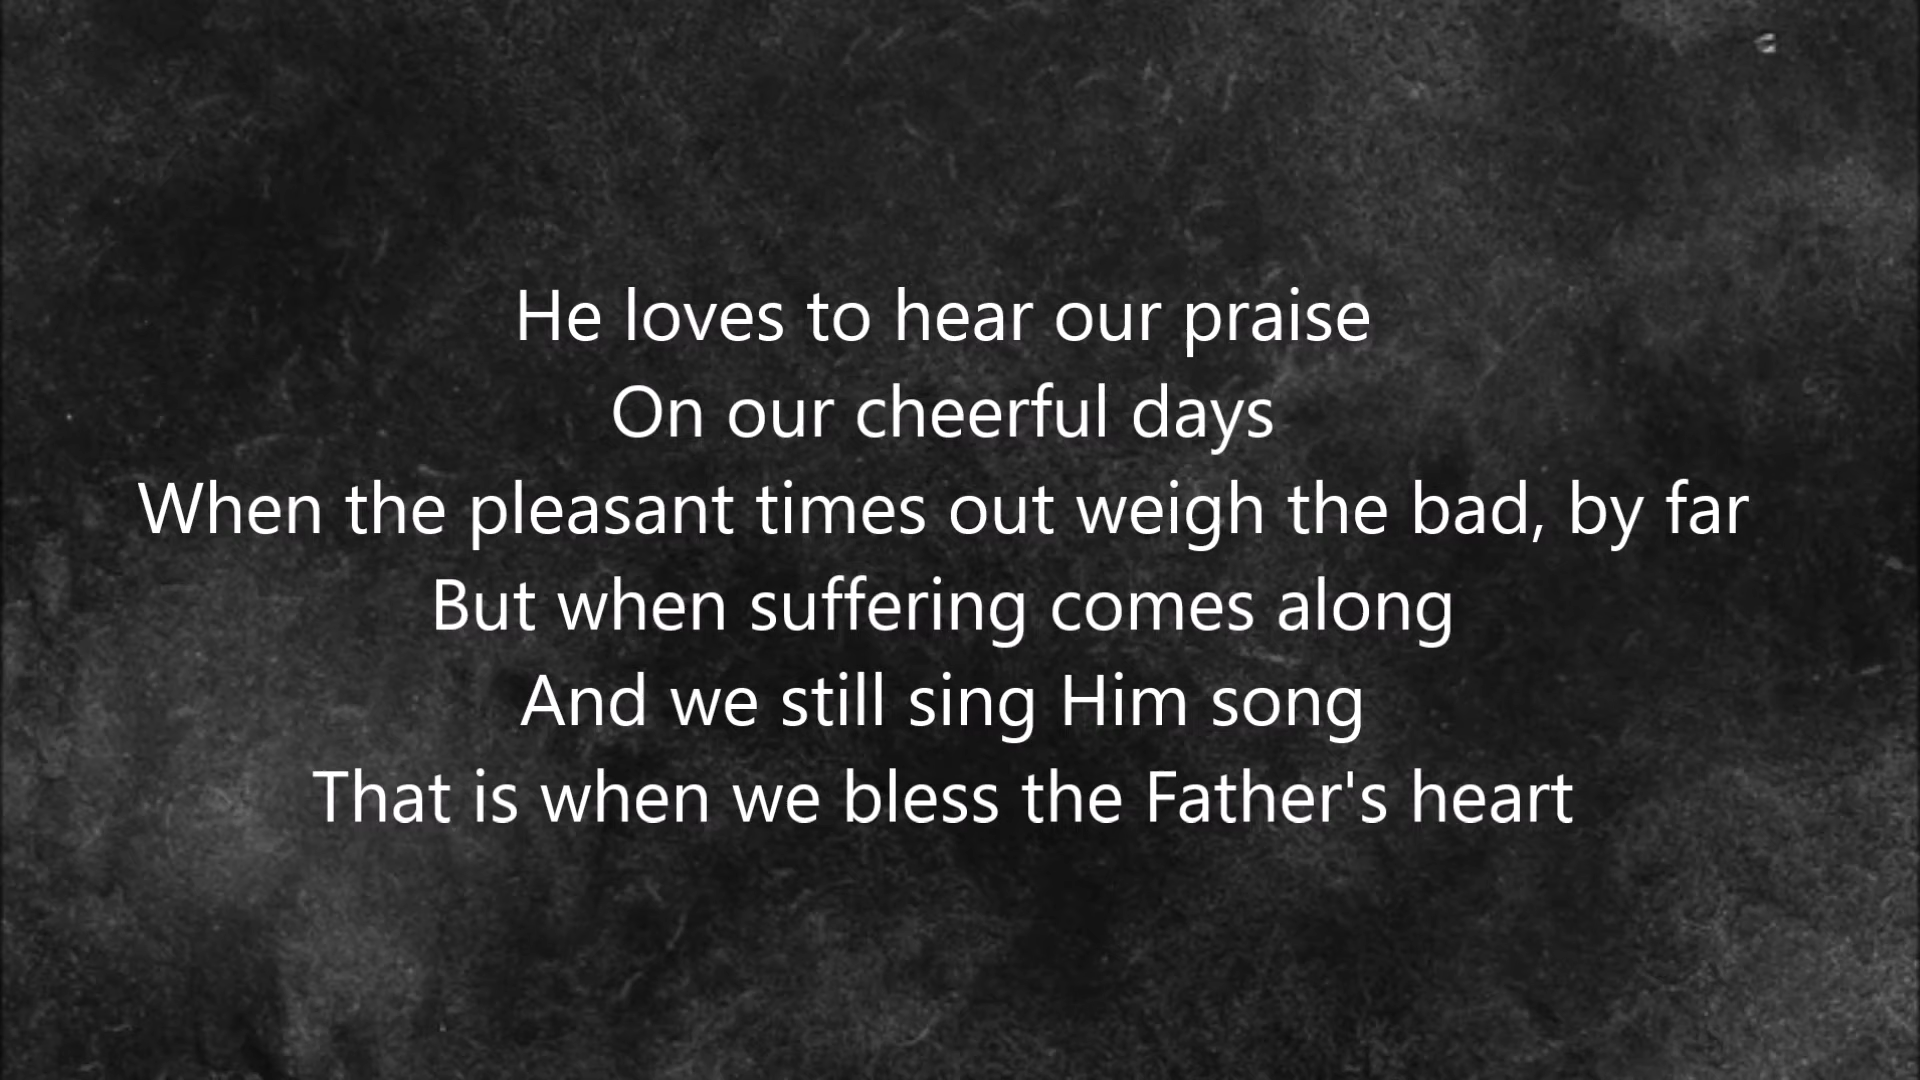 He loves to hear our praise
On our cheerful days
When the pleasant times out weigh the bad, by far
But when suffering comes along
And we still sing Him song
That is when we bless the Father's heart